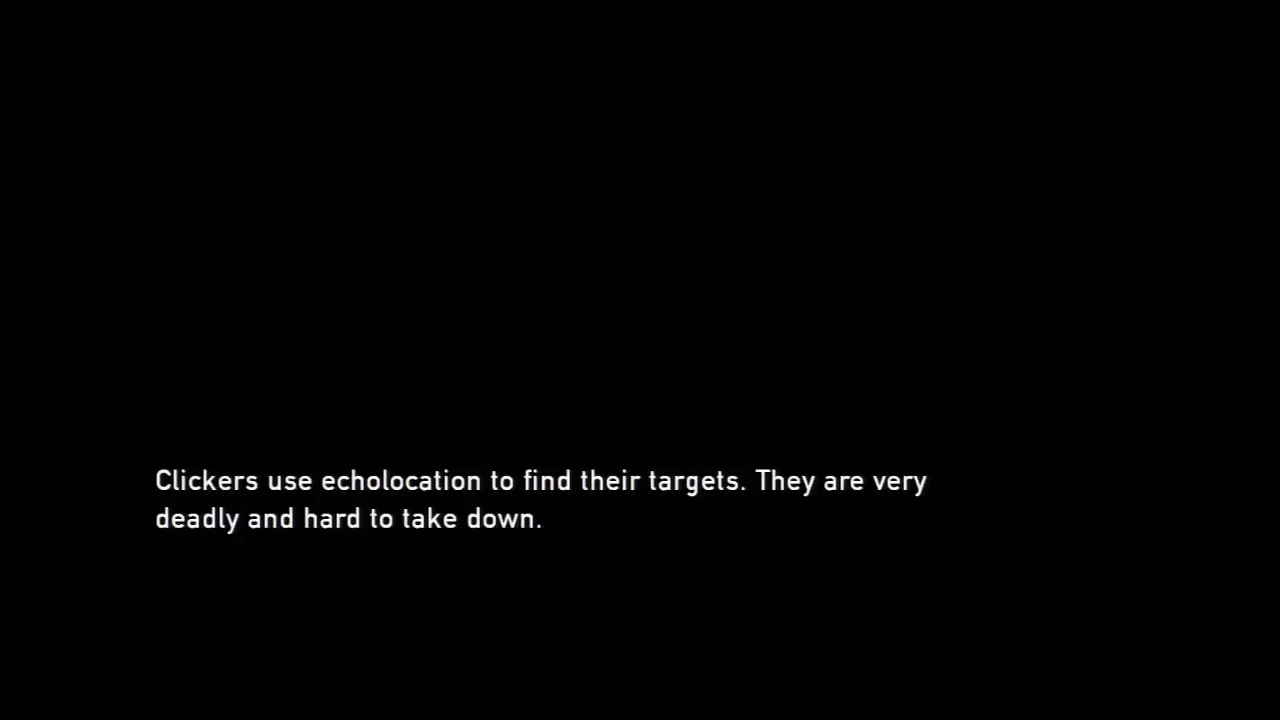 Clickers use echolocation to find their targets. They are very
deadly and hard to take down.